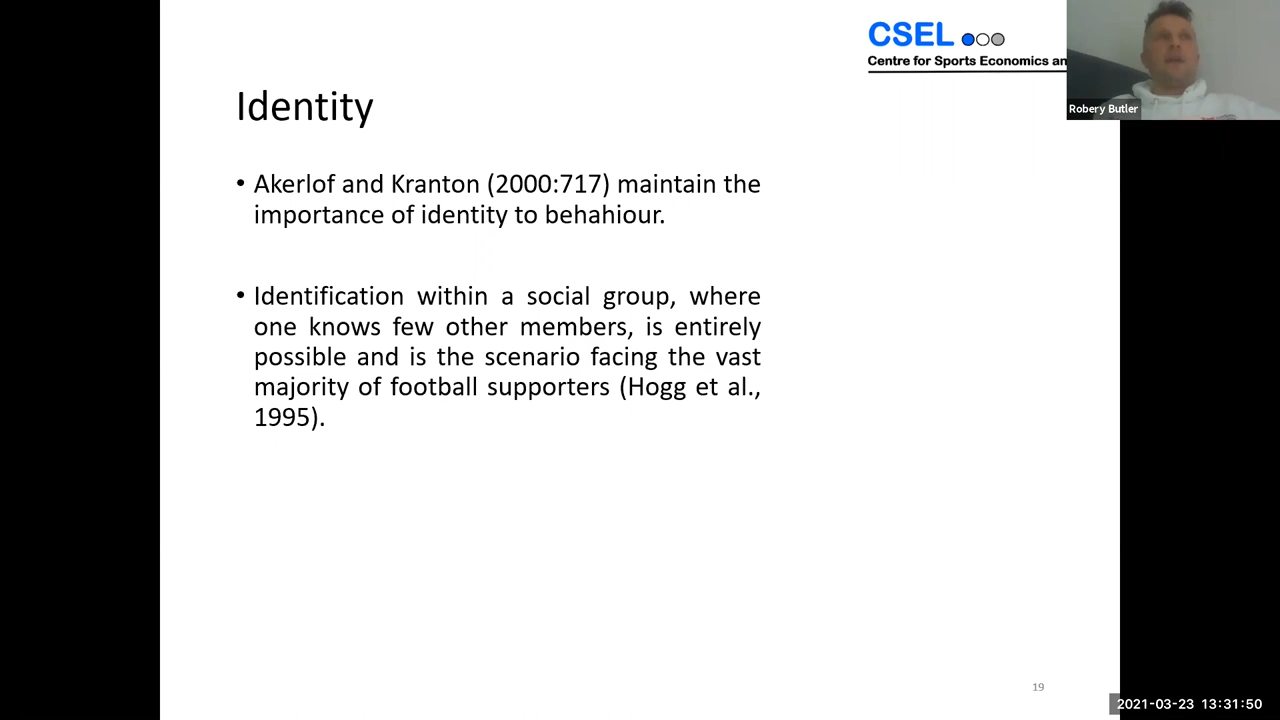 CSEL
Centre for Sports Economics an
Robery Butler
Identity
• Akerlof and Kranton (2000:717) maintain the
importance of identity to behahiour.
• Identification within a social group, where
one knows few other members, is entirely
possible and is the scenario facing the vast
majority of football supporters (Hogg et al.,
1995).
19
2021-03-23 13:31:50